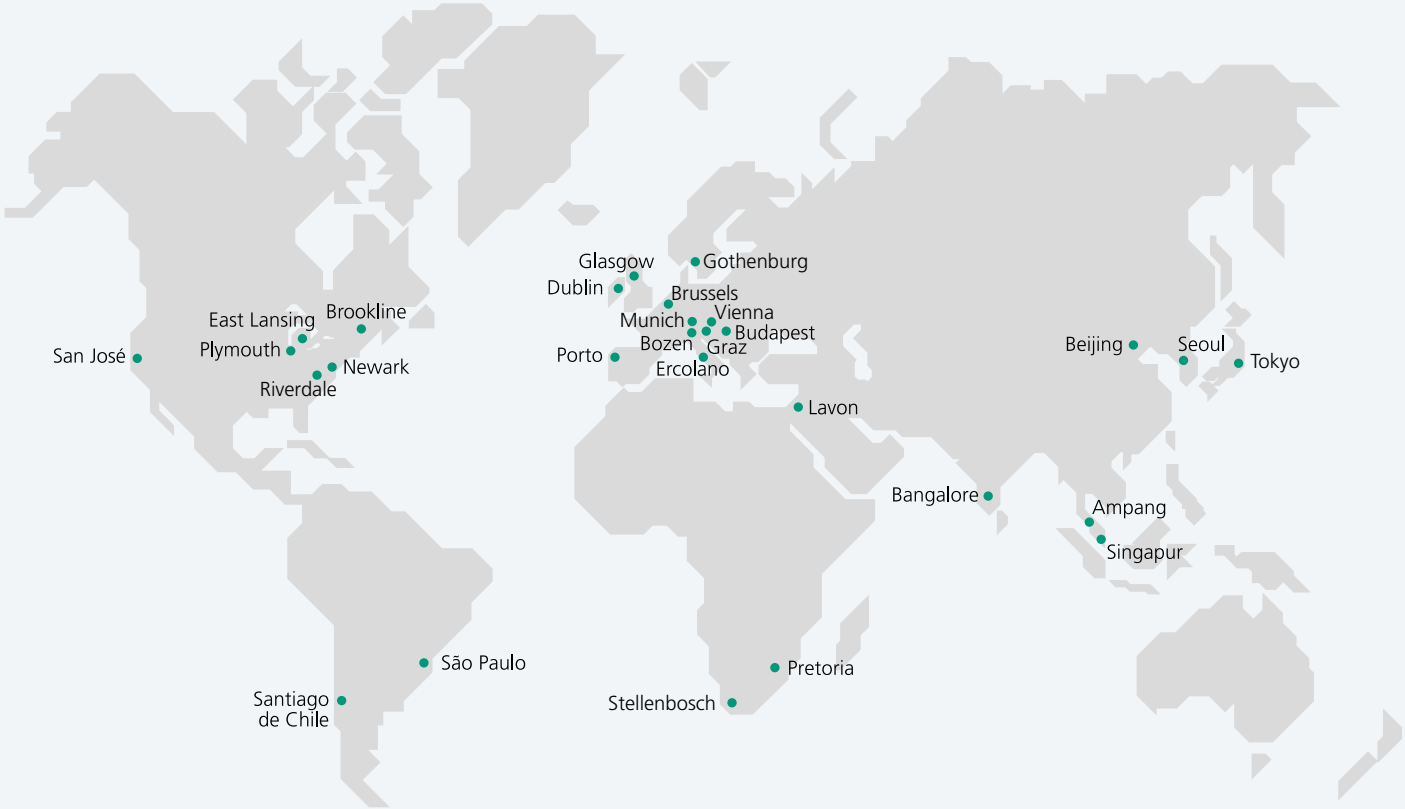 Glasgow
Gothenburg
Dublin
Brussels
Brookline
East Lansing
Munich
Vienna
Budapest
Plymouth
San José
Bozen
Graz
Porto
Ercolano
Newark
Riverdale
Beijing
Seoul
Tokyo
Lavon
Bangalore
Ampang
Singapur
São Paulo
Pretoria
Santiago
de Chile
Stellenbosch